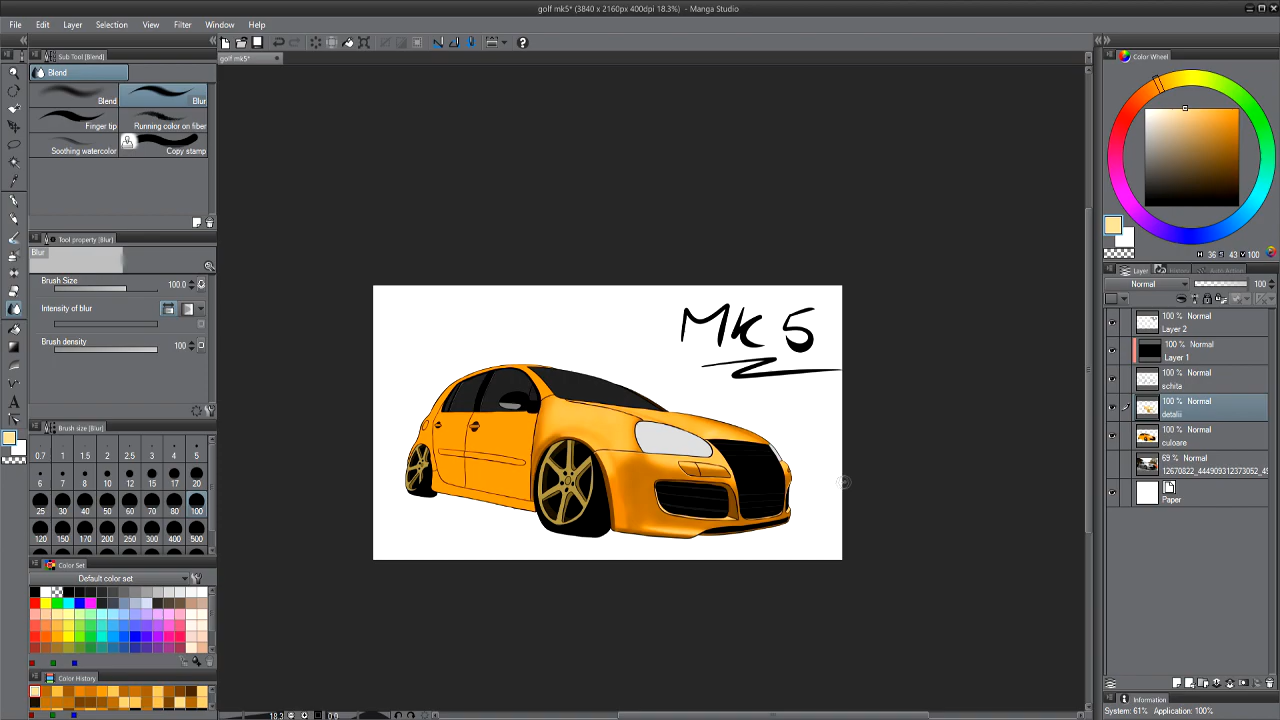 golf mk5* (3840 x 2160px 400dpi 18.3%) - Manga Studio
File Edit Layer Selection View Filter Window Help
Sub Tool [Blend]
golf mk5*
Color Wheel
Blend
Blend Blur
Finger tip Running color on fiber
Soothing watercolor Copy stamp
Tool property [Blur]
Blur
Brush Size 100.0
Intensity of blur
Brush density 100
MK 5
H 36 S 43 V 100
Layer
Normal 100
100 % Normal
Layer 2
100 % Normal
Layer 1
100 % Normal
schita
100 % Normal
detalii
100 % Normal
culoare
69 % Normal
12670822_444909312373052_45
Paper
Brush size [Blur]
0.7 1 1.5 2 2.5 3 4 5
6 7 8 10 12 15 17 20
25 30 40 50 60 70 80 100
120 150 170 200 250 300 400 500
Color Set
Default color set
Color History
18.3 0.0
Information
System: 61% Application: 100%